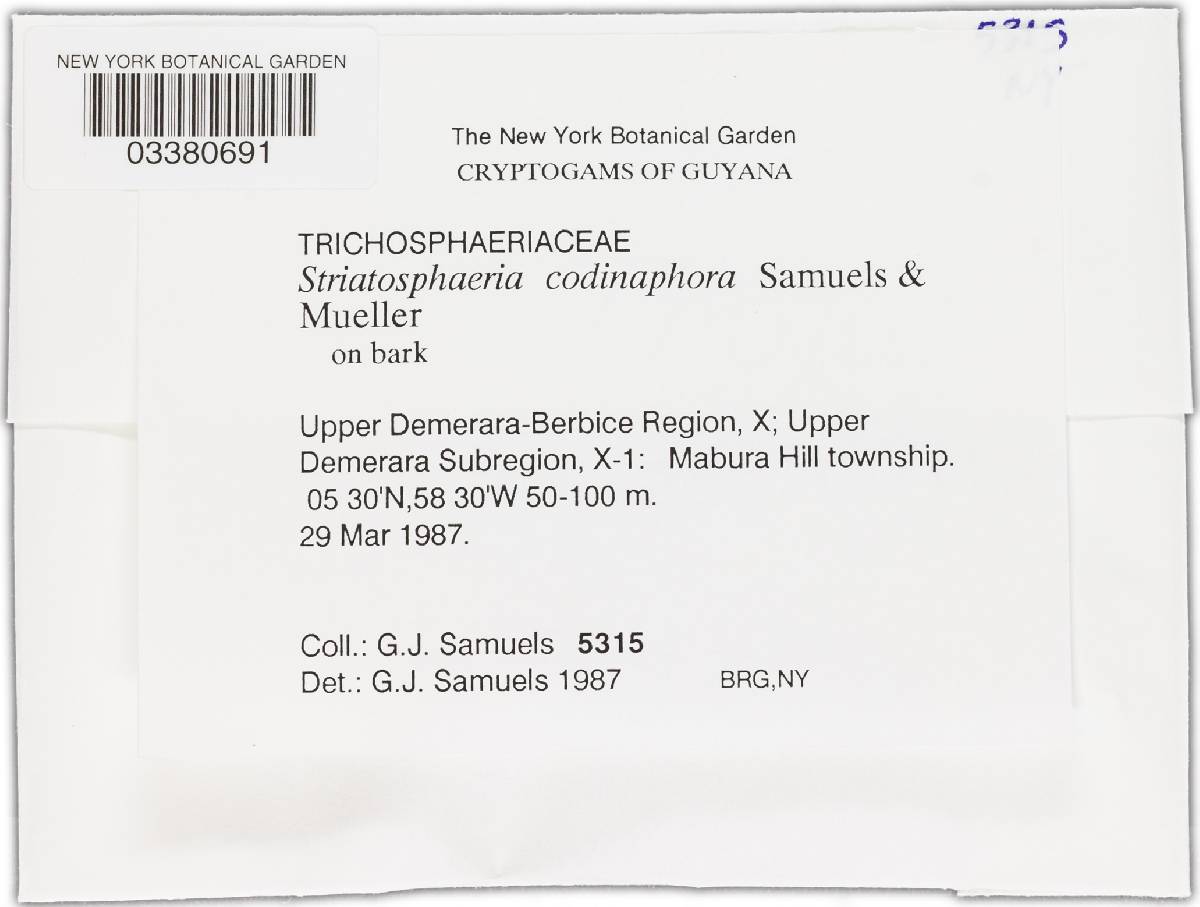 5315
NEW YORK BOTANICAL GARDEN
03380691
The New York Botanical Garden
CRYPTOGAMS OF GUYANA
TRICHOSPHAERIACEAE
Striatosphaeria codinaphora Samuels &
Mueller
on bark
Upper Demerara-Berbice Region, X; Upper
Demerara Subregion, X-1: Mabura Hill township.
05 30'N,58 30'W 50-100 m.
29 Mar 1987.
Coll.: G.J. Samuels 5315
Det.: G.J. Samuels 1987 BRG,NY